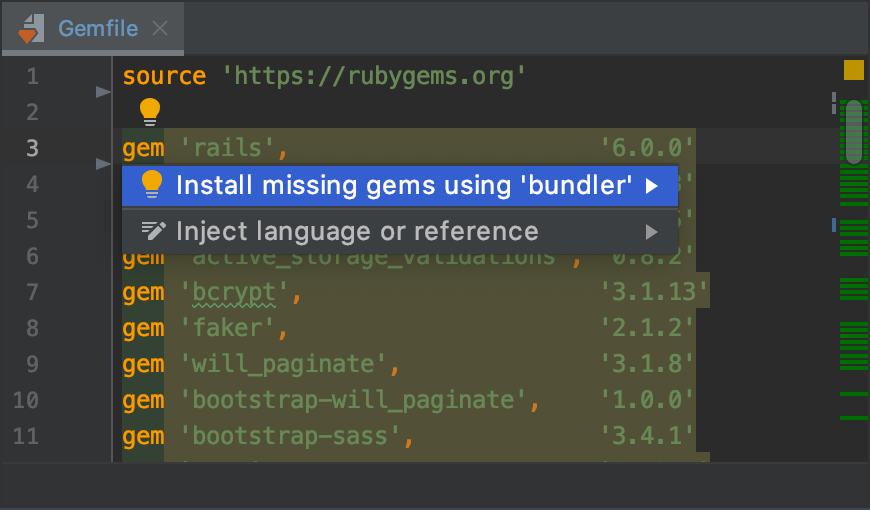 Gemfile
1 source 'https://rubygems.org'
2
3 gem 'rails', '6.0.0'
4 Install missing gems using 'bundler'
5 Inject language or reference
6 gem 'active_storage_validations', '0.8.2'
7 gem 'bcrypt', '3.1.13'
8 gem 'faker', '2.1.2'
9 gem 'will_paginate', '3.1.8'
10 gem 'bootstrap-will_paginate', '1.0.0'
11 gem 'bootstrap-sass', '3.4.1'